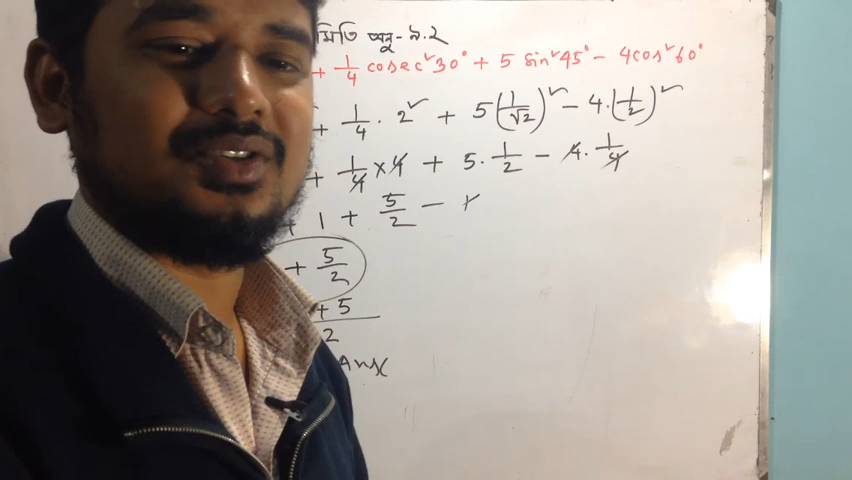 মিতি অনু-৯.২
+ 1/4 cosec²30° + 5 sin²45° - 4cos²60°
+ 1/4 . 2² + 5(1/√2)² - 4.(1/2)²
+ 1/4 × 4 + 5.1/2 - 4.1/4
+ 1 + 5/2 - 1
+ 5/2
+ 5
2
Ans